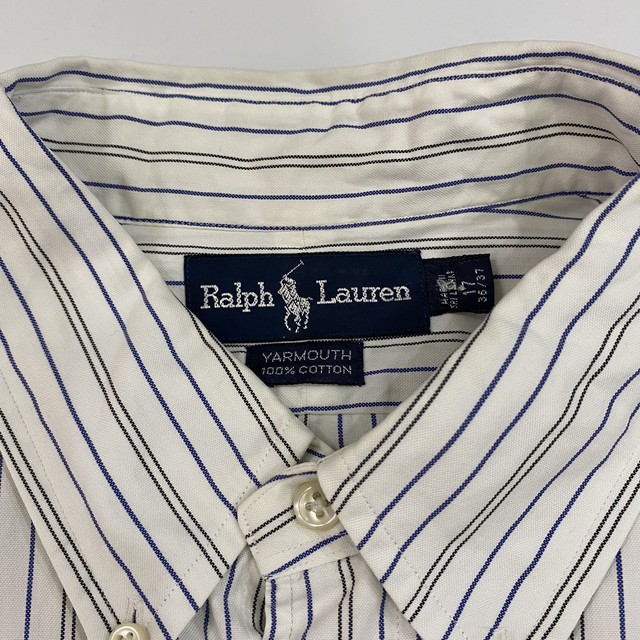 Ralph Lauren
YARMOUTH
100% COTTON
17
36/37